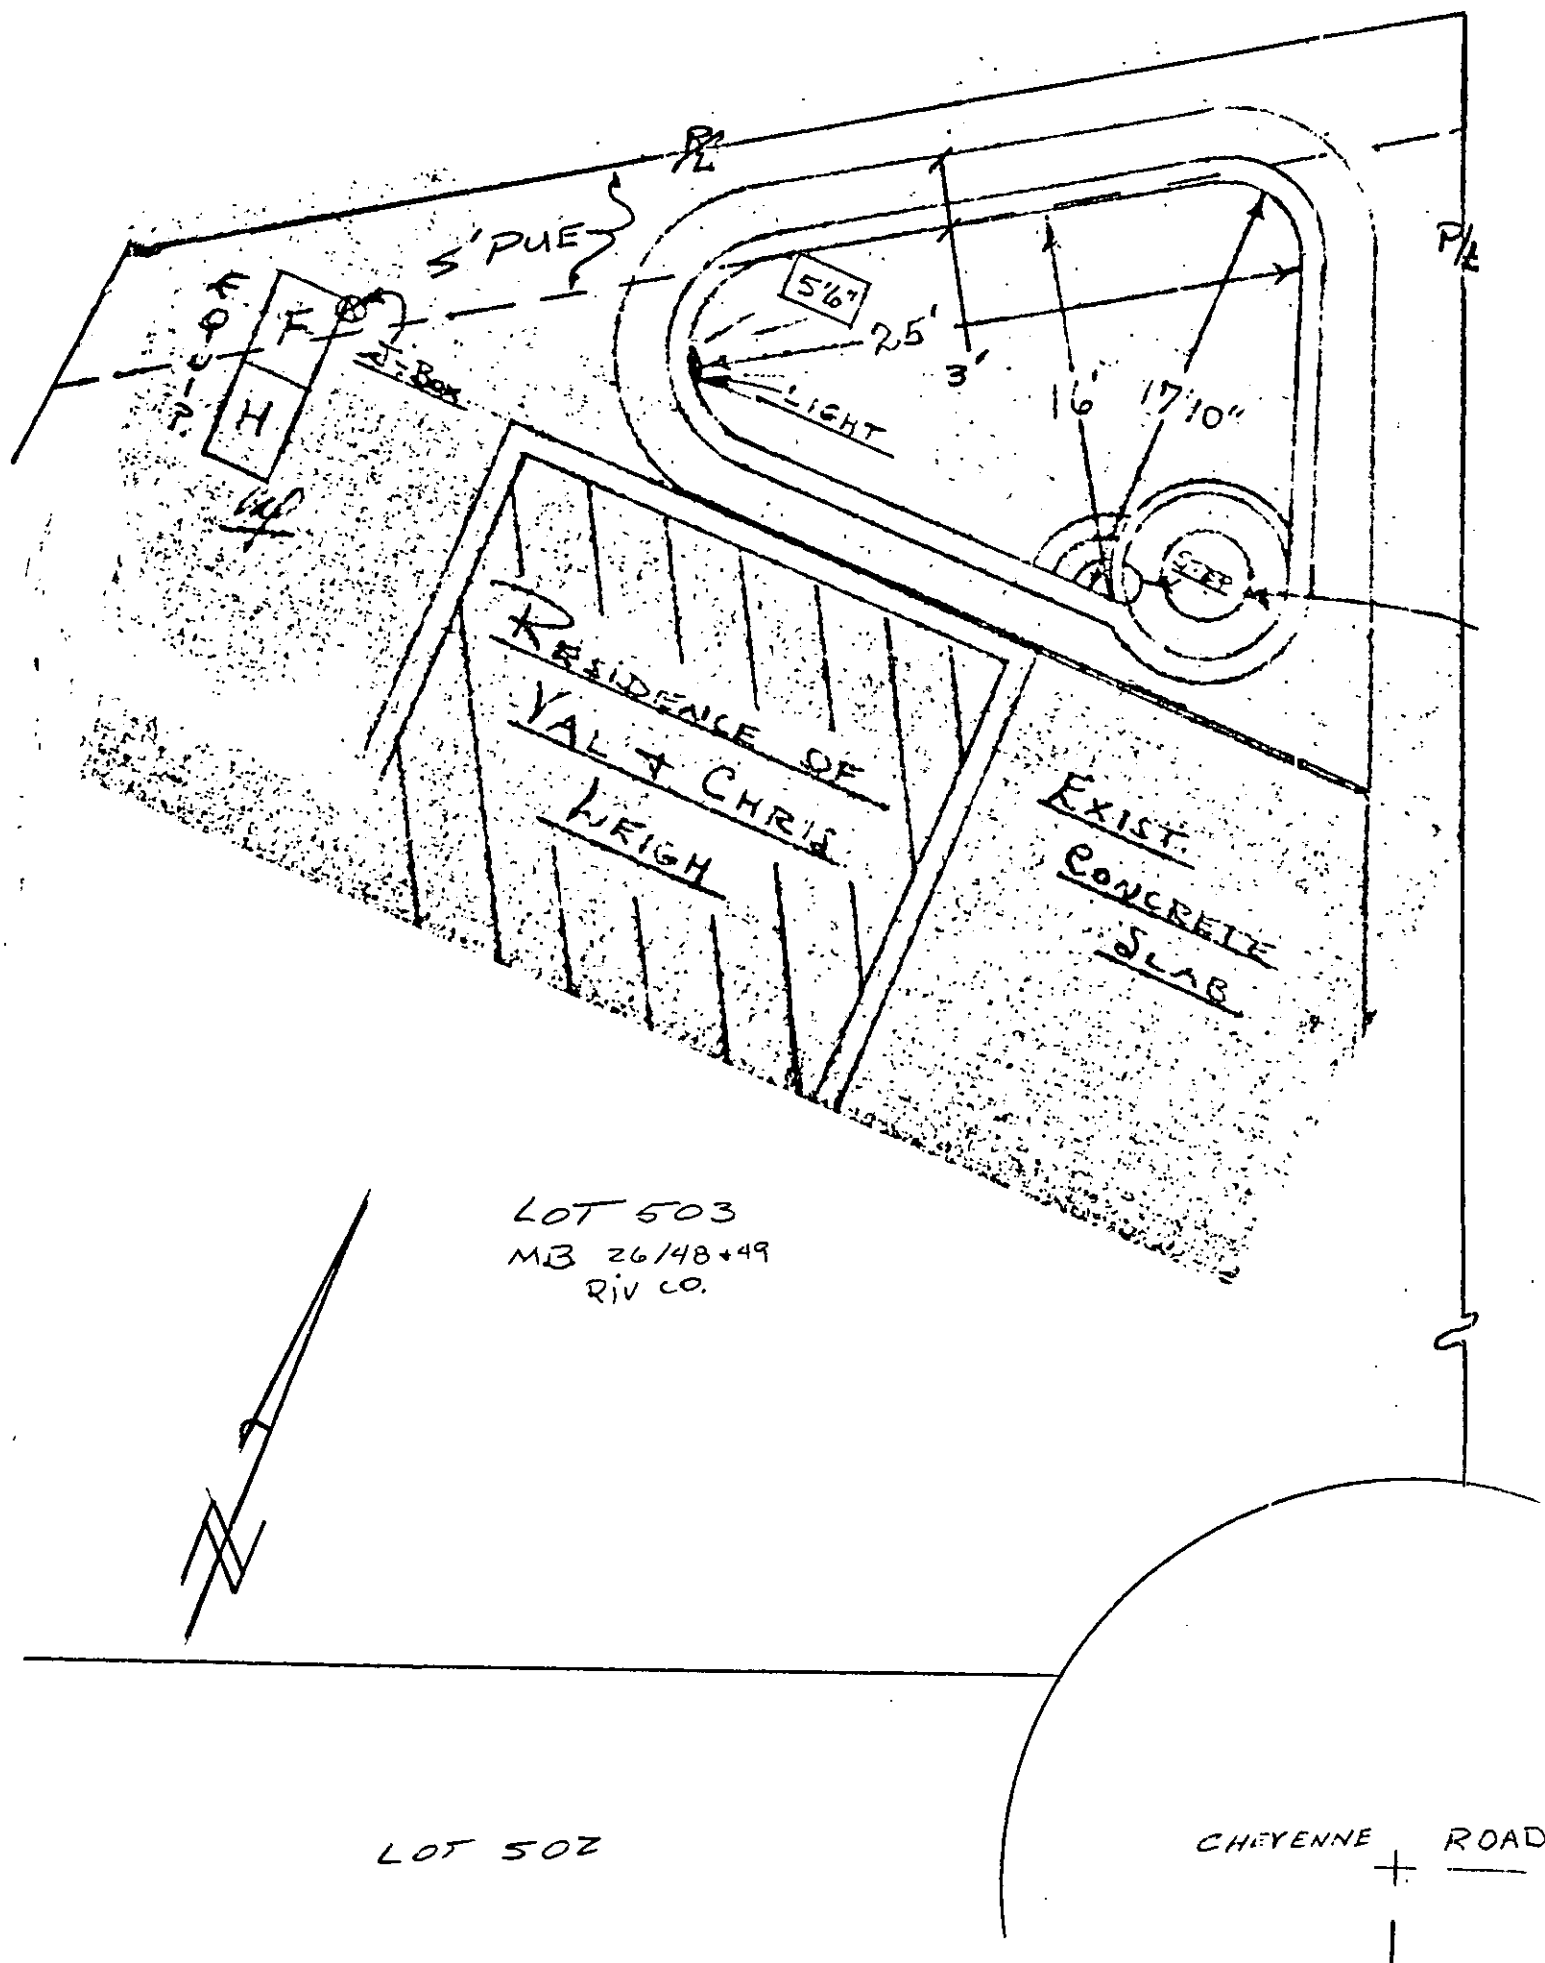 P/L
5' PUE
P/L
EQUIP.
F
H
J-Box
5'6"
25'
3'
16'
17'10"
LIGHT
STEP
RESIDENCE OF
VAL + CHRIS
LEIGH
EXIST.
CONCRETE
SLAB
LOT 503
MB 26/48+49
RIV CO.
N
LOT 502
CHEYENNE ROAD